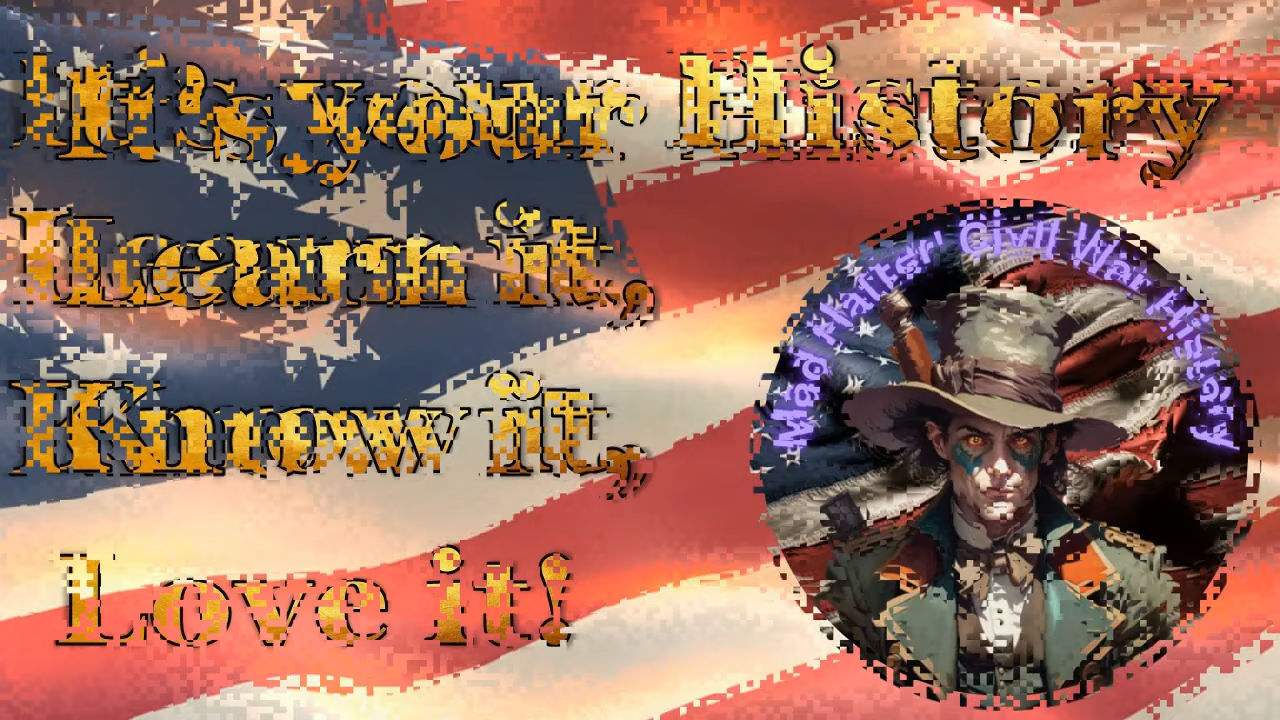 It's your History
Learn it,
Know it,
Love it!
Mad Hatter Civil War History